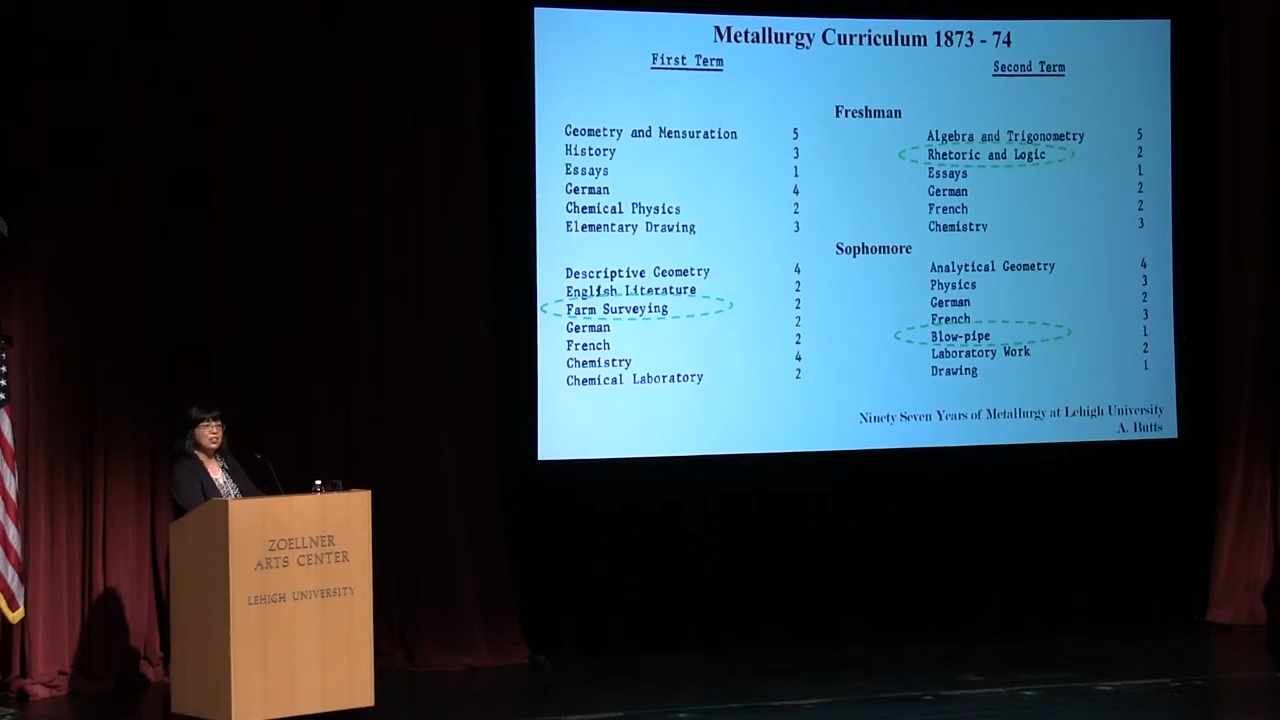 Metallurgy Curriculum 1873 - 74
First Term
Second Term
Freshman
Geometry and Mensuration 5
History 3
Essays 1
German 4
Chemical Physics 2
Elementary Drawing 3
Algebra and Trigonometry 5
Rhetoric and Logic 2
Essays 1
German 2
French 2
Chemistry 3
Sophomore
Descriptive Geometry 4
English Literature 2
Farm Surveying 2
German 2
French 2
Chemistry 4
Chemical Laboratory 2
Analytical Geometry 4
Physics 3
German 2
French 3
Blow-pipe 1
Laboratory Work 2
Drawing 1
Ninety Seven Years of Metallurgy at Lehigh University
A. Butts
ZOELLNER
ARTS CENTER
LEHIGH UNIVERSITY